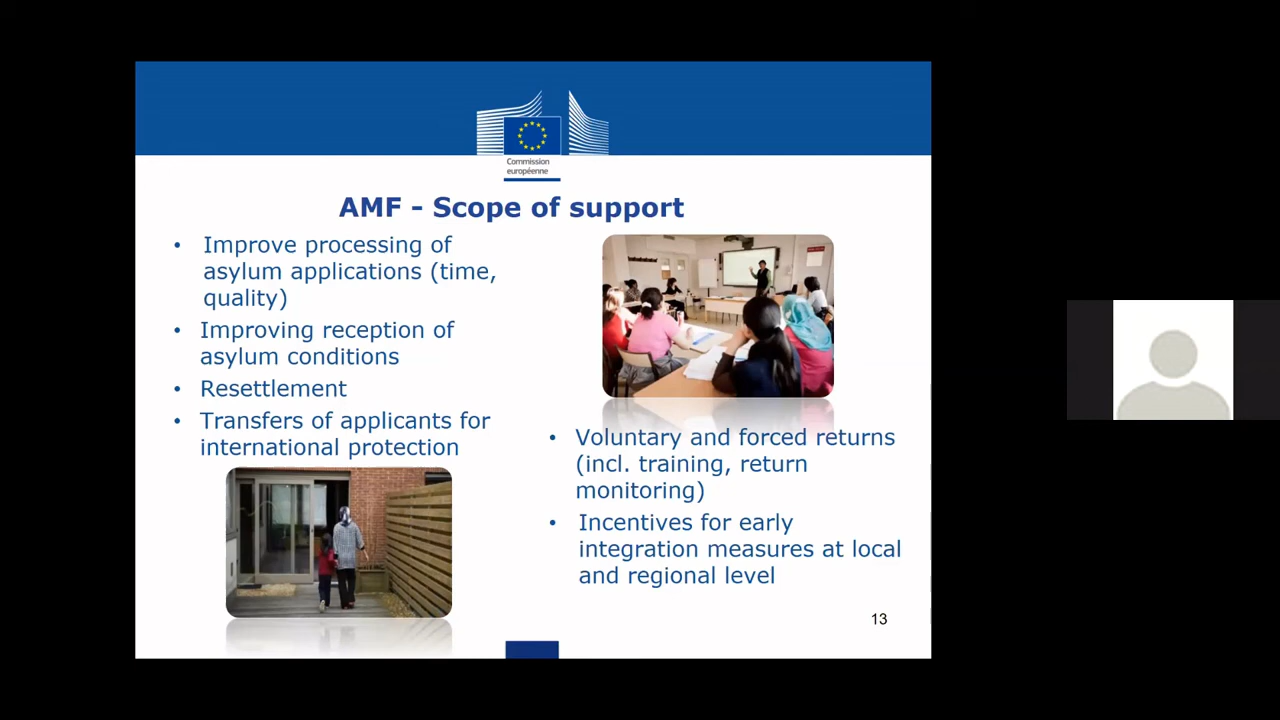 Commission
européenne
AMF - Scope of support
• Improve processing of
asylum applications (time,
quality)
• Improving reception of
asylum conditions
• Resettlement
• Transfers of applicants for
international protection
• Voluntary and forced returns
(incl. training, return
monitoring)
• Incentives for early
integration measures at local
and regional level
13